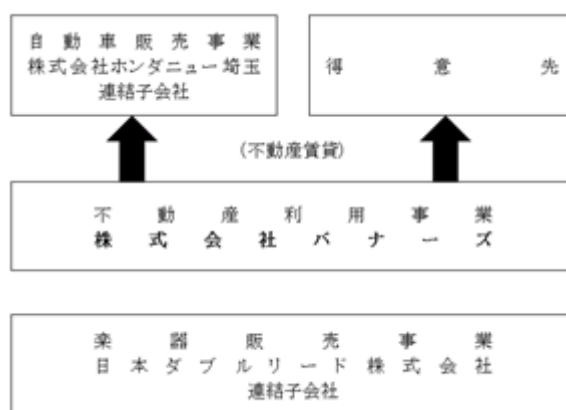 自動車販売事業
株式会社ホンダニュー埼玉
連結子会社
得意先
(不動産賃貸)
不動産利用事業
株式会社バナーズ
楽器販売事業
日本ダブルリード株式会社
連結子会社